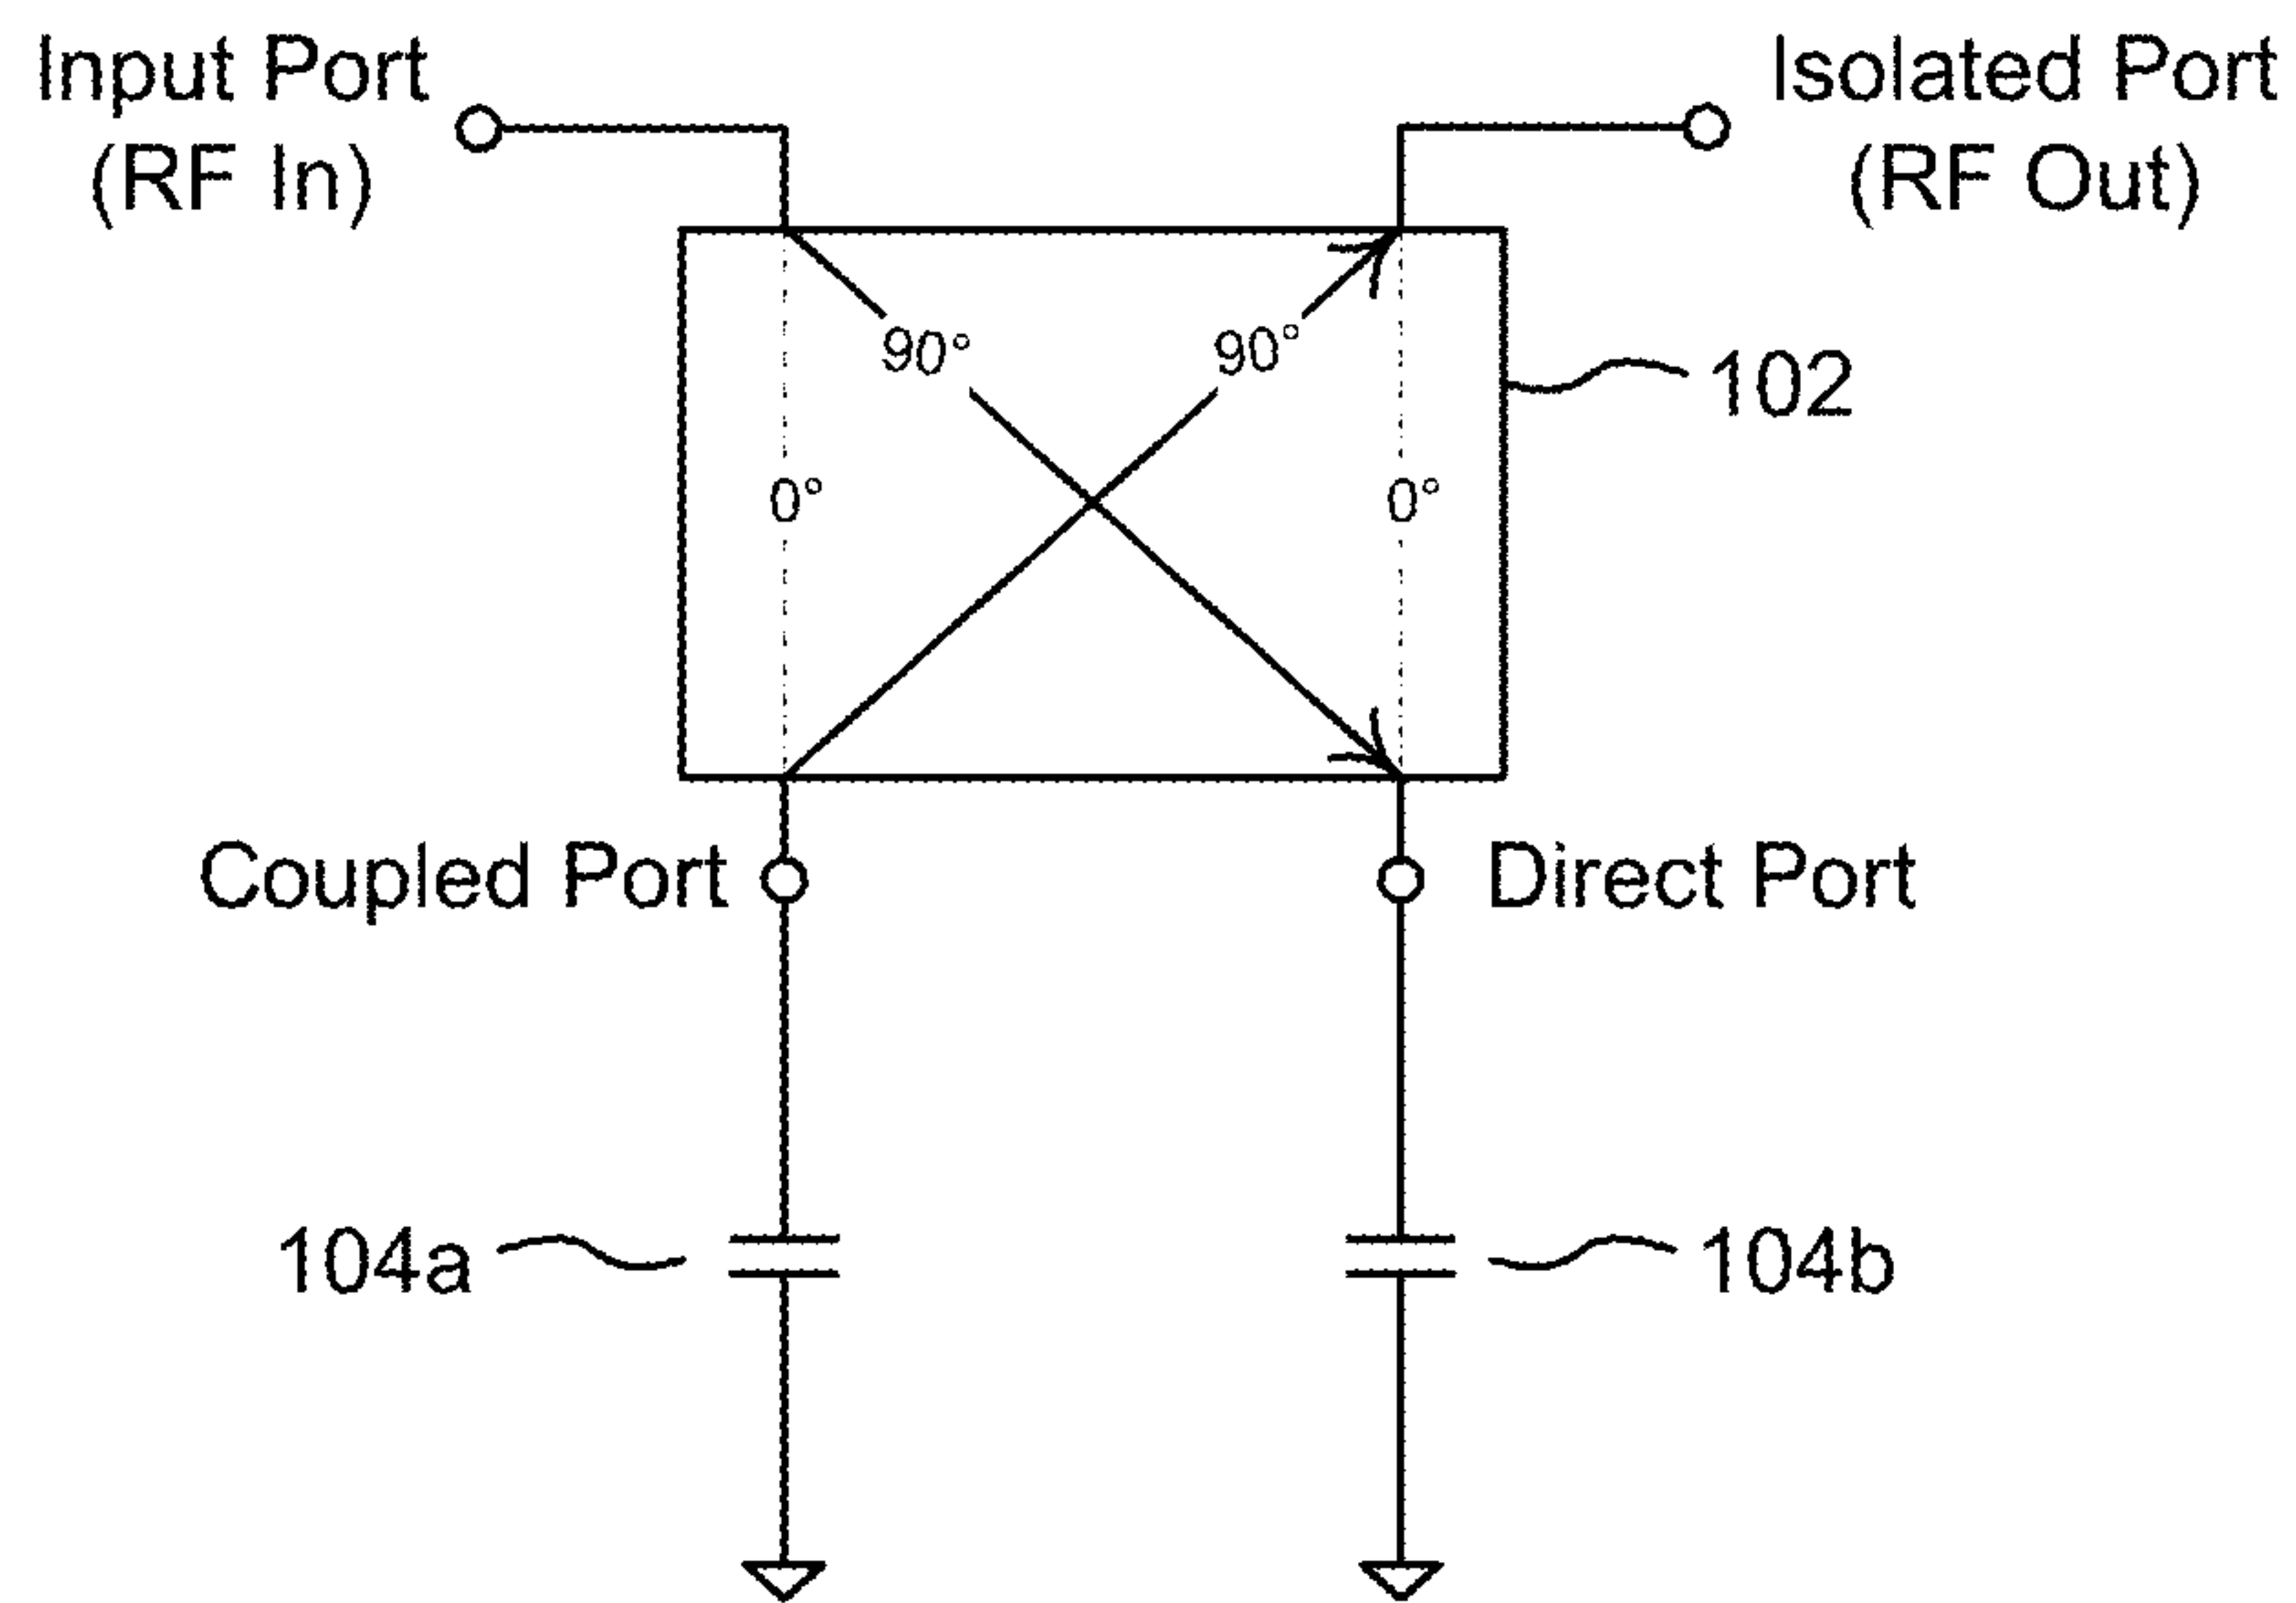 Input Port
(RF In)
Isolated Port
(RF Out)
90°
90°
102
0°
0°
Coupled Port
Direct Port
104a
104b